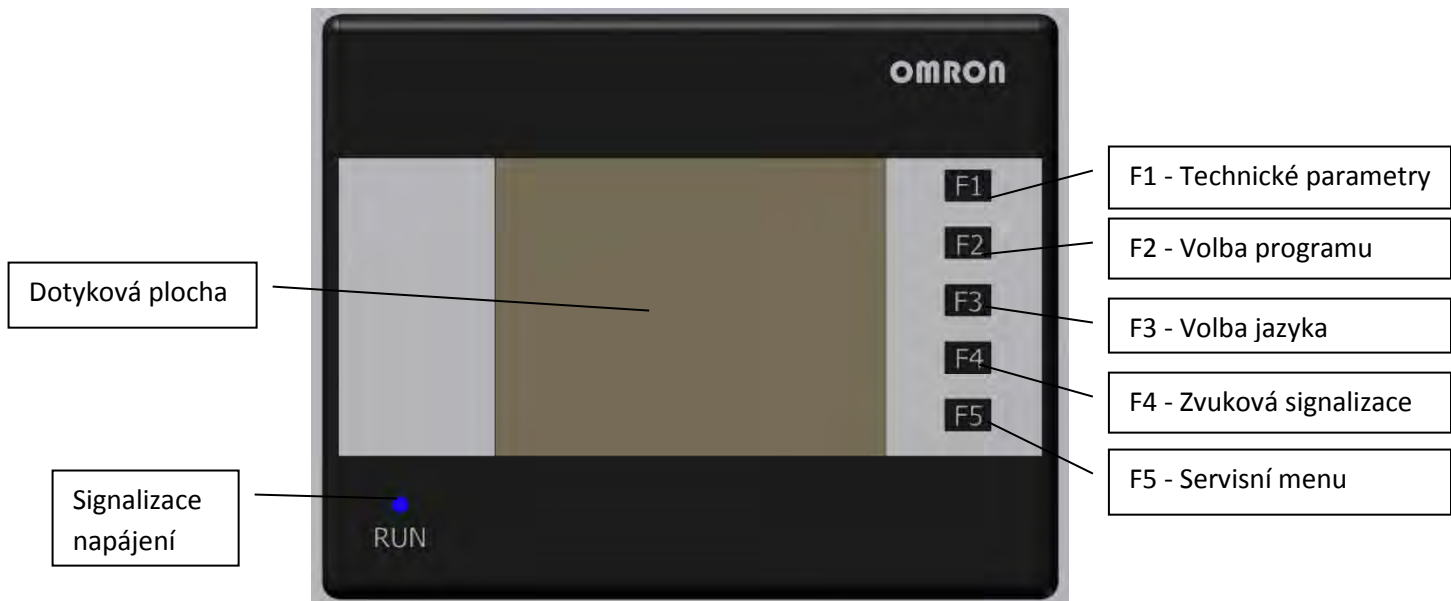 OMRON
F1
F2
F3
F4
F5
F1 - Technické parametry
F2 - Volba programu
F3 - Volba jazyka
F4 - Zvuková signalizace
F5 - Servisní menu
Dotyková plocha
Signalizace
napájení
RUN